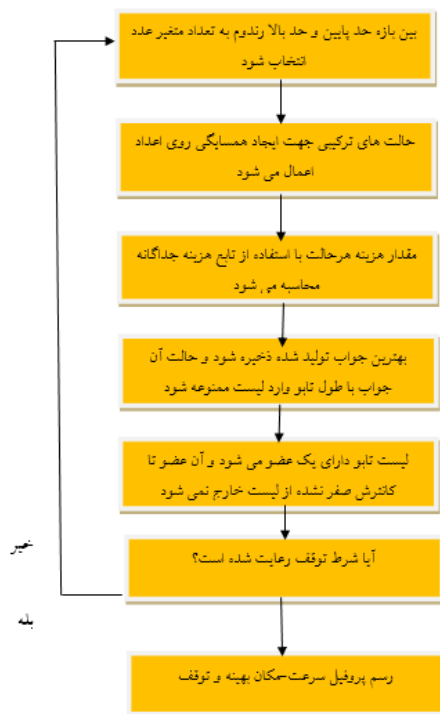 بین بازه حد پایین و حد بالا رندوم به تعداد متغیر عدد
انتخاب شود
حالت های ترکیبی جهت ایجاد همسایگی روی اعداد
اعمال می شود
مقدار هزینه هرحالت با استفاده از تابع هزینه جداگانه
محاسبه می شود
بهترین جواب تولید شده ذخیره شود و حالت آن
جواب با طول تابو وارد لیست ممنوعه شود
لیست تابو دارای یک عضو می شود و آن عضو تا
کانترش صفر نشده از لیست خارج نمی شود
خیر
آیا شرط توقف رعایت شده است؟
بله
رسم پروفیل سرعت-مکان بهینه و توقف